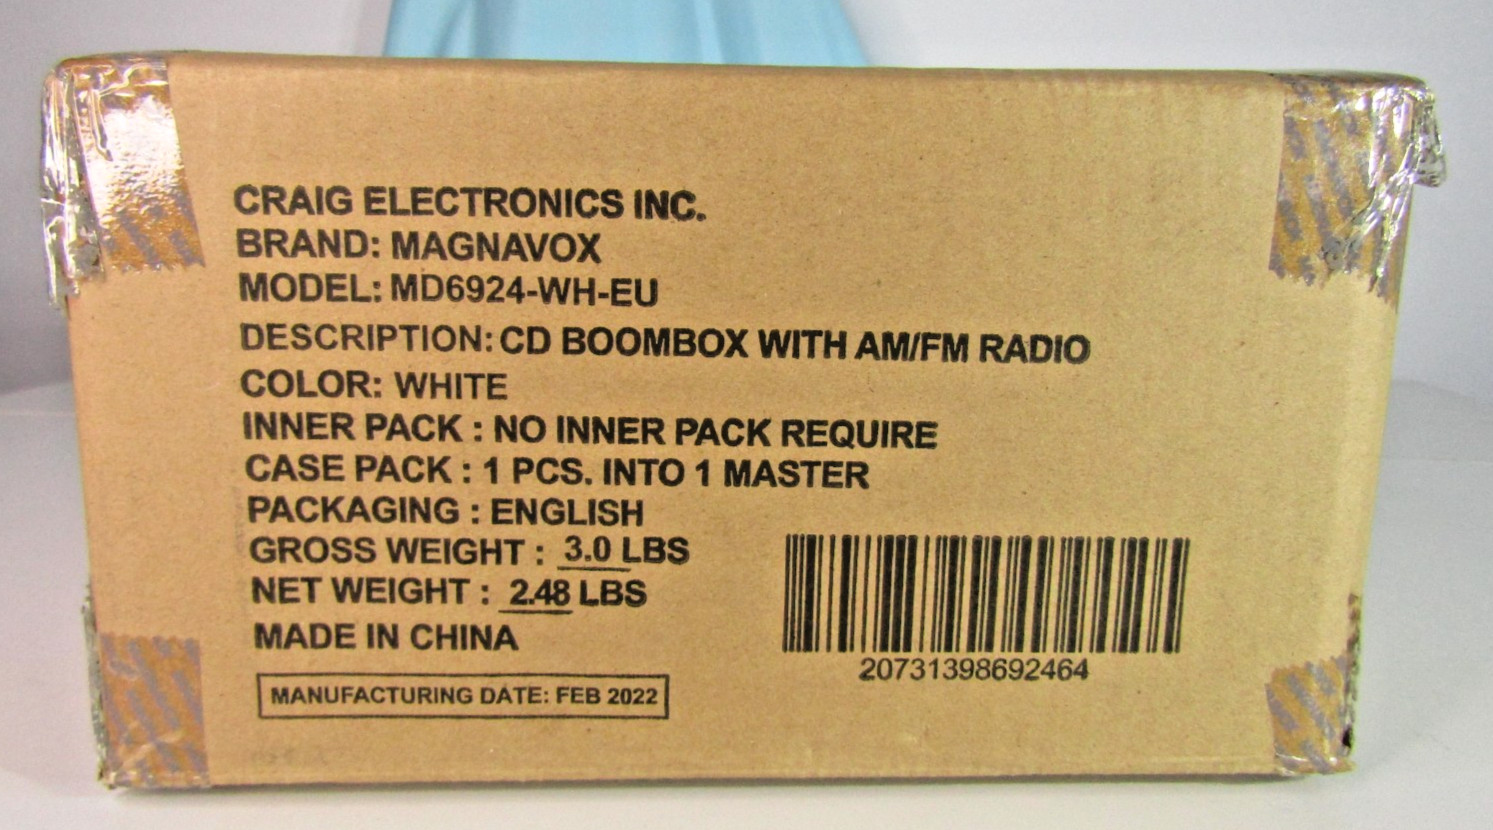 CRAIG ELECTRONICS INC.
BRAND: MAGNAVOX
MODEL: MD6924-WH-EU
DESCRIPTION: CD BOOMBOX WITH AM/FM RADIO
COLOR: WHITE
INNER PACK : NO INNER PACK REQUIRE
CASE PACK : 1 PCS. INTO 1 MASTER
PACKAGING : ENGLISH
GROSS WEIGHT : 3.0 LBS
NET WEIGHT : 2.48 LBS
MADE IN CHINA
MANUFACTURING DATE: FEB 2022
20731398692464